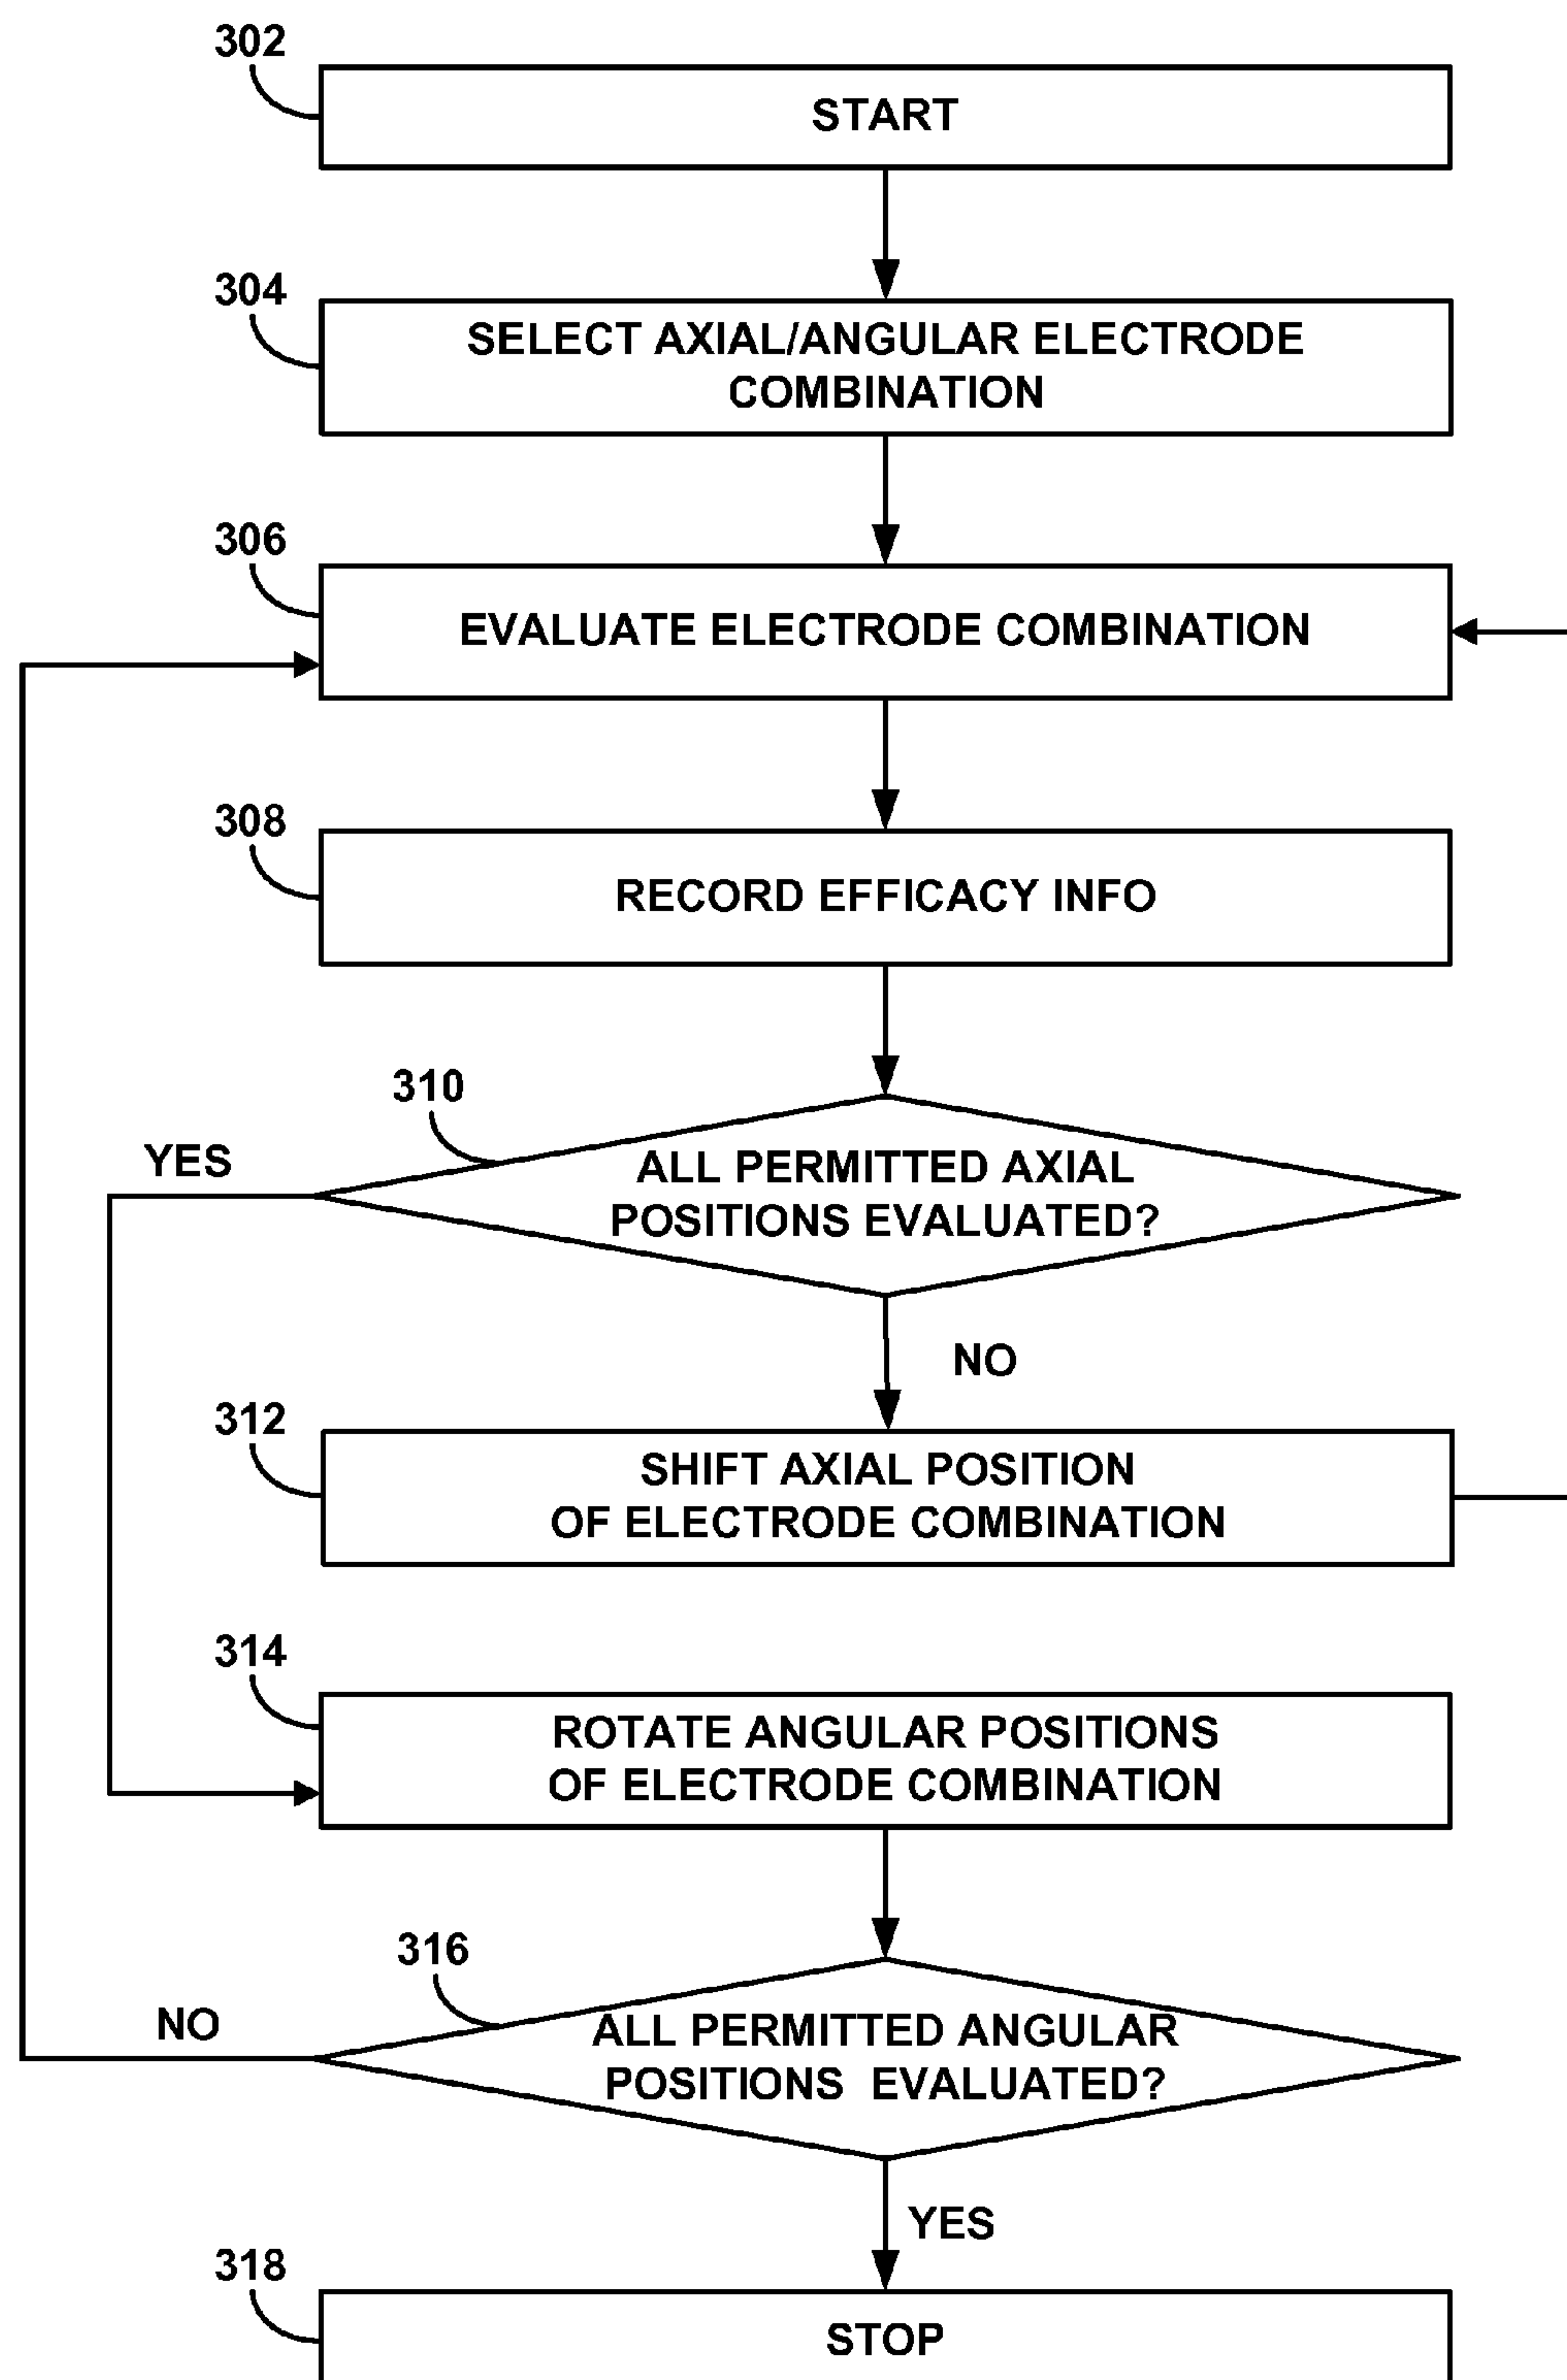 302
START
304
SELECT AXIAL/ANGULAR ELECTRODE
COMBINATION
306
EVALUATE ELECTRODE COMBINATION
308
RECORD EFFICACY INFO
310
YES
ALL PERMITTED AXIAL
POSITIONS EVALUATED?
NO
312
SHIFT AXIAL POSITION
OF ELECTRODE COMBINATION
314
ROTATE ANGULAR POSITIONS
OF ELECTRODE COMBINATION
316
NO
ALL PERMITTED ANGULAR
POSITIONS EVALUATED?
YES
318
STOP